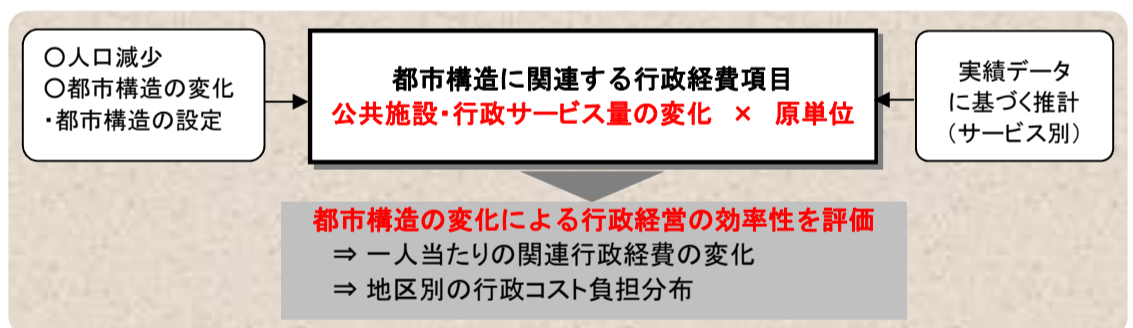 〇人口減少
〇都市構造の変化
・都市構造の設定
都市構造に関連する行政経費項目
公共施設・行政サービス量の変化 × 原単位
実績データ
に基づく推計
（サービス別）
都市構造の変化による行政経営の効率性を評価
⇒ 一人当たりの関連行政経費の変化
⇒ 地区別の行政コスト負担分布